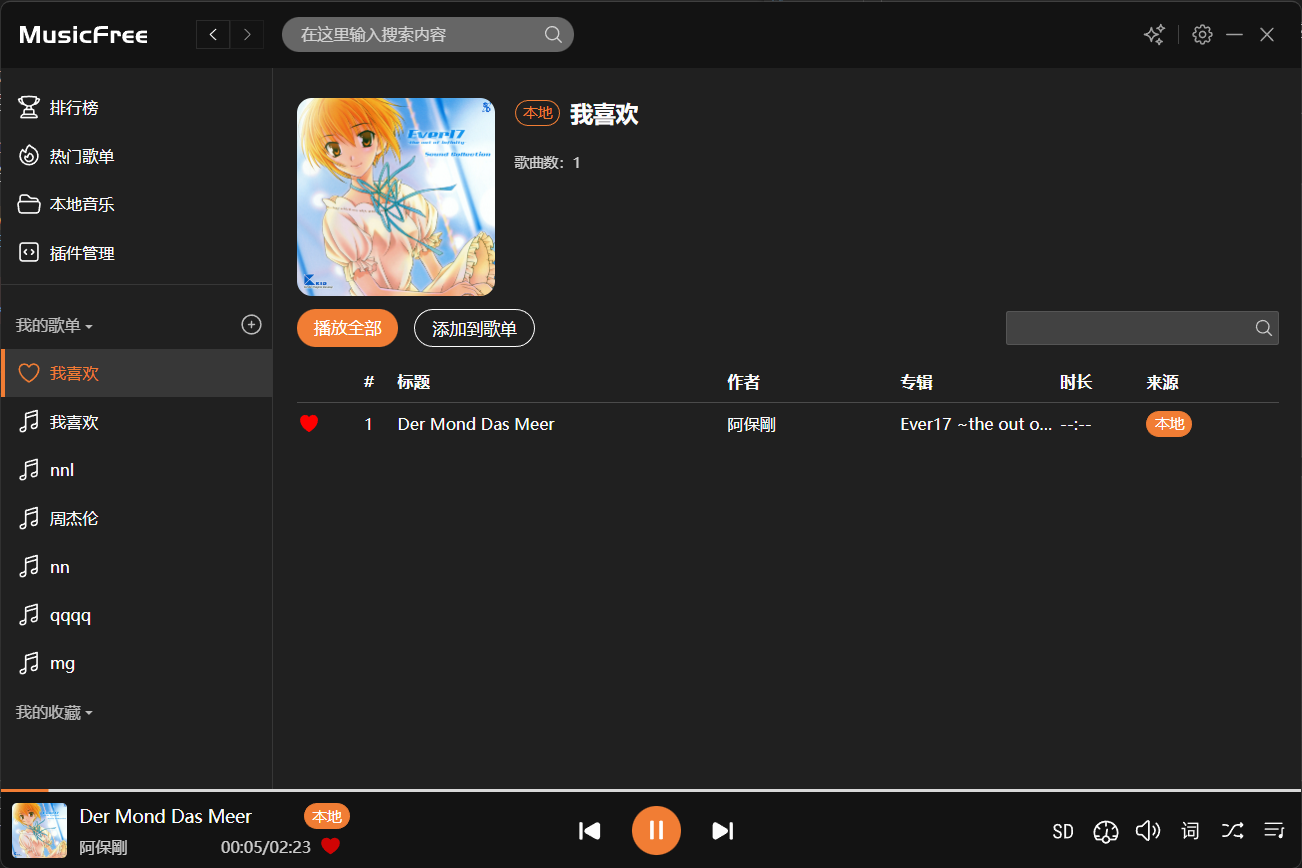 MusicFree
在这里输入搜索内容
排行榜
热门歌单
本地音乐
插件管理
我的歌单
我喜欢
我喜欢
nnl
周杰伦
nn
qqqq
mg
我的收藏
Ever17
the out of infinity
Sound Collection
KID
本地 我喜欢
歌曲数：1
播放全部 添加到歌单
# 标题 作者 专辑 时长 来源
1 Der Mond Das Meer 阿保剛 Ever17 ~the out o... --:-- 本地
Der Mond Das Meer 本地
阿保剛 00:05/02:23
SD 词